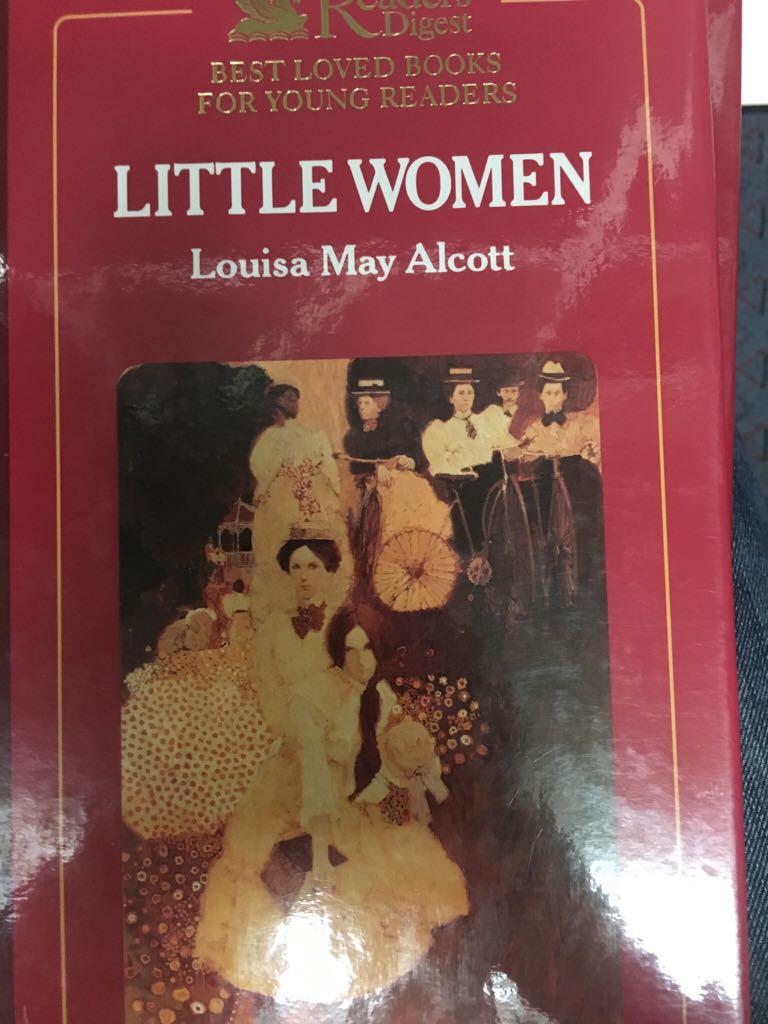 Reader's
Digest
BEST LOVED BOOKS
FOR YOUNG READERS
LITTLE WOMEN
Louisa May Alcott